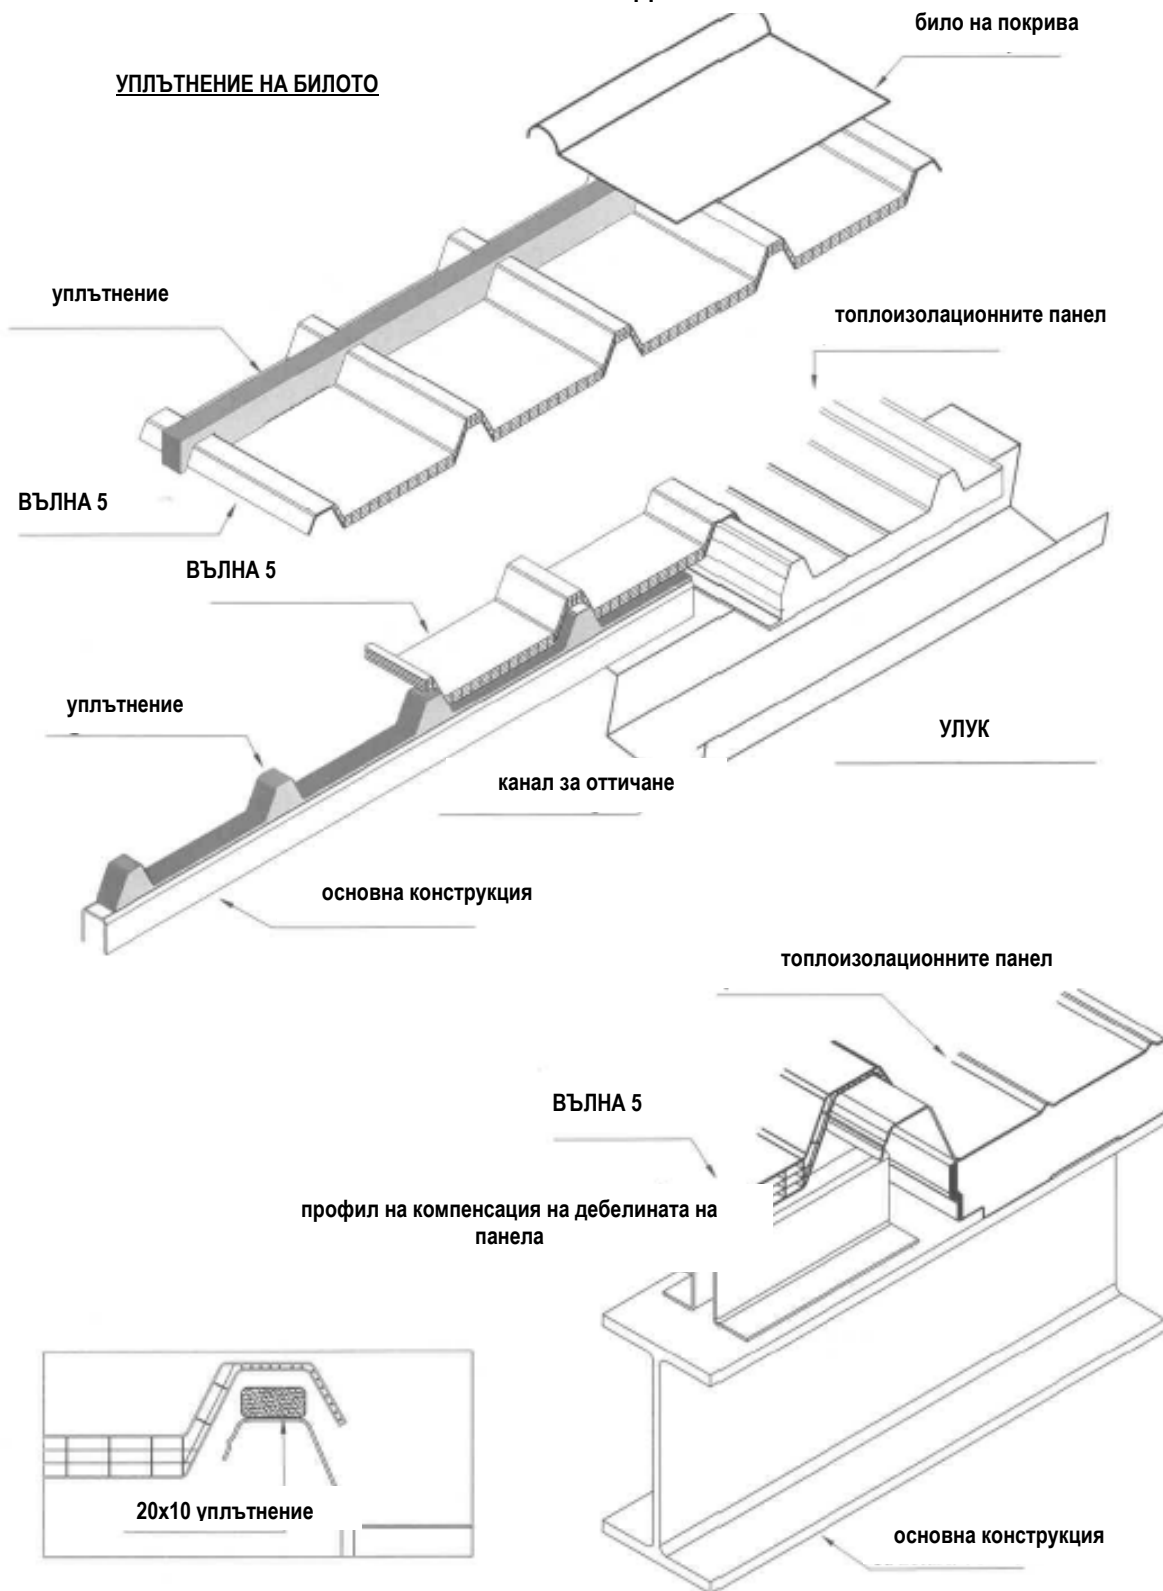 било на покрива
УПЛЪТНЕНИЕ НА БИЛОТО
уплътнение
топлоизолационните панел
ВЪЛНА 5
ВЪЛНА 5
уплътнение
УЛУК
канал за оттичане
основна конструкция
топлоизолационните панел
ВЪЛНА 5
профил на компенсация на дебелината на
панела
20x10 уплътнение
основна конструкция